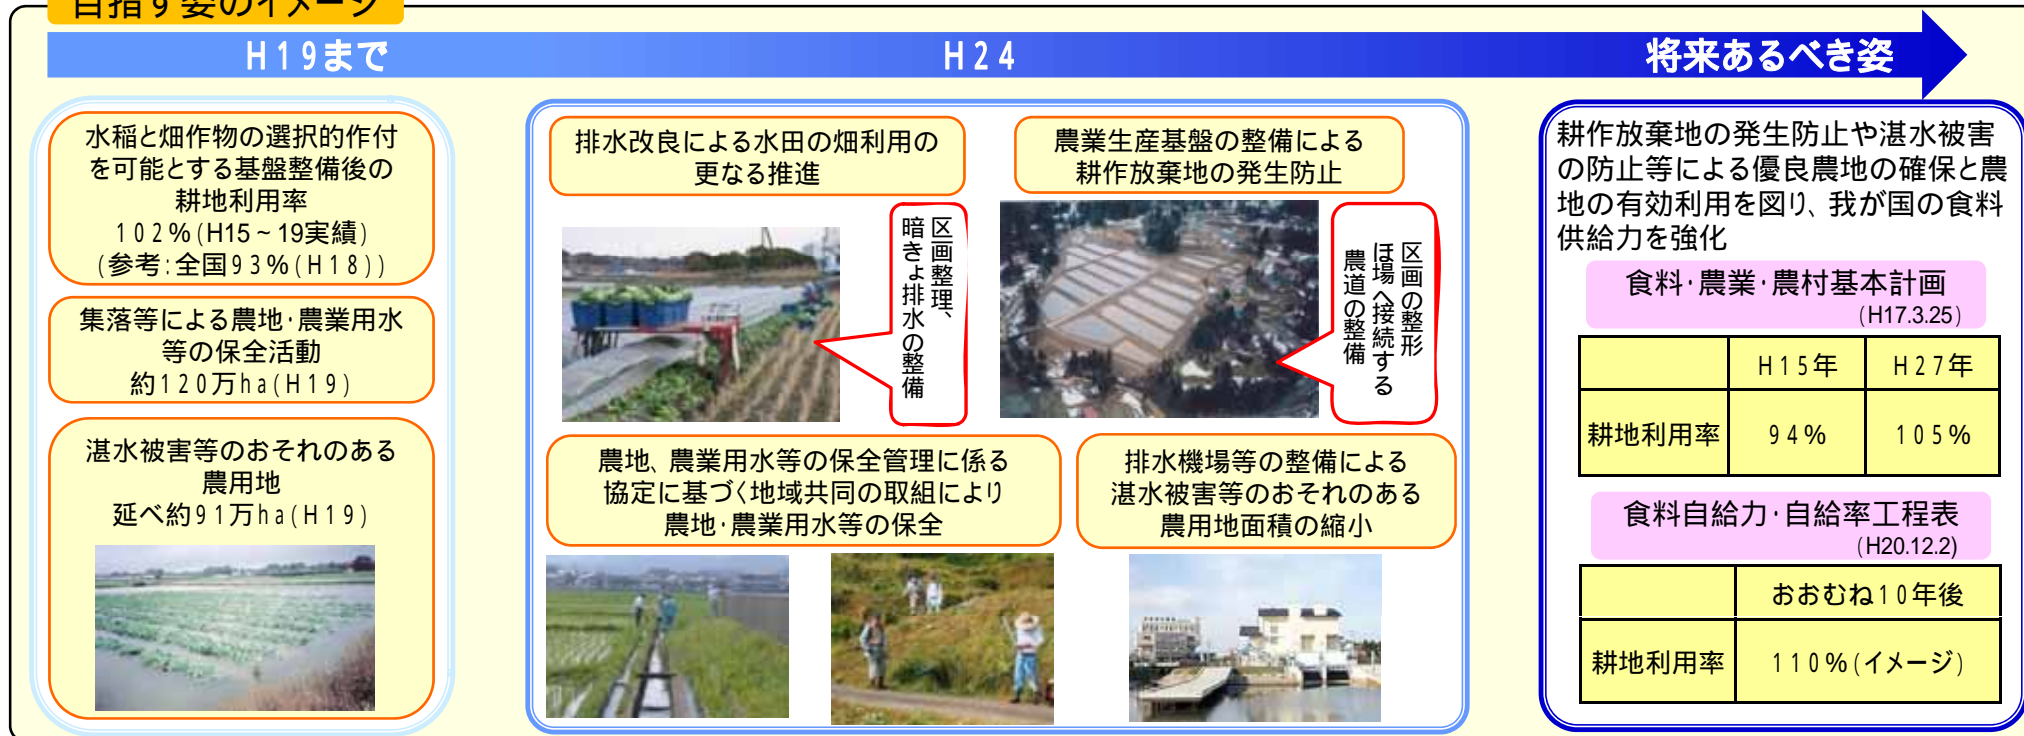 目指す姿のイメージ
H19まで
H24
将来あるべき姿
水稲と畑作物の選択的作付
を可能とする基盤整備後の
耕地利用率
102%(H15~19実績)
(参考:全国93%(H18))
集落等による農地・農業用水
等の保全活動
約120万ha(H19)
湛水被害等のおそれのある
農用地
延べ約91万ha(H19)
排水改良による水田の畑利用の
更なる推進
区画整理、
暗きょ排水の整備
農業生産基盤の整備による
耕作放棄地の発生防止
区画の整形
ほ場へ接続する
農道の整備
農地、農業用水等の保全管理に係る
協定に基づく地域共同の取組により
農地・農業用水等の保全
排水機場等の整備による
湛水被害等のおそれのある
農用地面積の縮小
耕作放棄地の発生防止や湛水被害
の防止等による優良農地の確保と農
地の有効利用を図り、我が国の食料
供給力を強化
食料・農業・農村基本計画
(H17.3.25)
H15年 H27年
耕地利用率 94% 105%
食料自給力・自給率工程表
(H20.12.2)
おおむね10年後
耕地利用率 110%(イメージ)